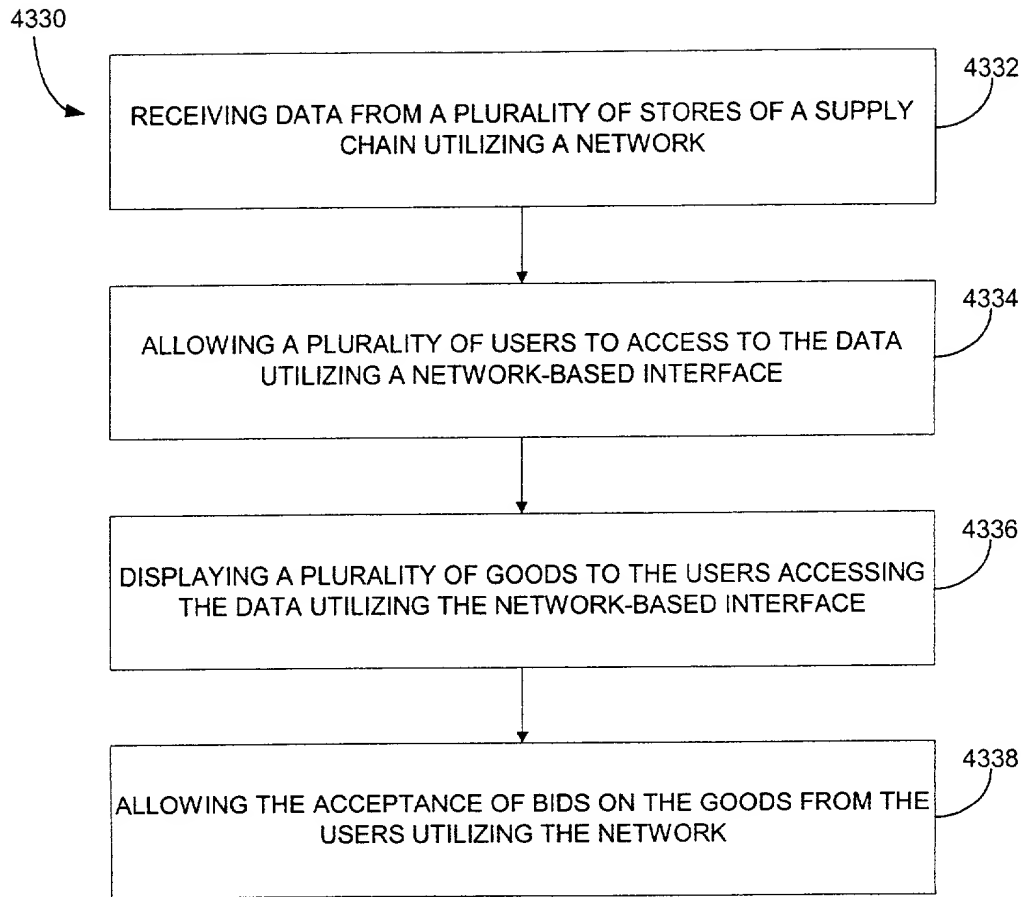 4330
4332
RECEIVING DATA FROM A PLURALITY OF STORES OF A SUPPLY
CHAIN UTILIZING A NETWORK
4334
ALLOWING A PLURALITY OF USERS TO ACCESS TO THE DATA
UTILIZING A NETWORK-BASED INTERFACE
4336
DISPLAYING A PLURALITY OF GOODS TO THE USERS ACCESSING
THE DATA UTILIZING THE NETWORK-BASED INTERFACE
4338
ALLOWING THE ACCEPTANCE OF BIDS ON THE GOODS FROM THE
USERS UTILIZING THE NETWORK